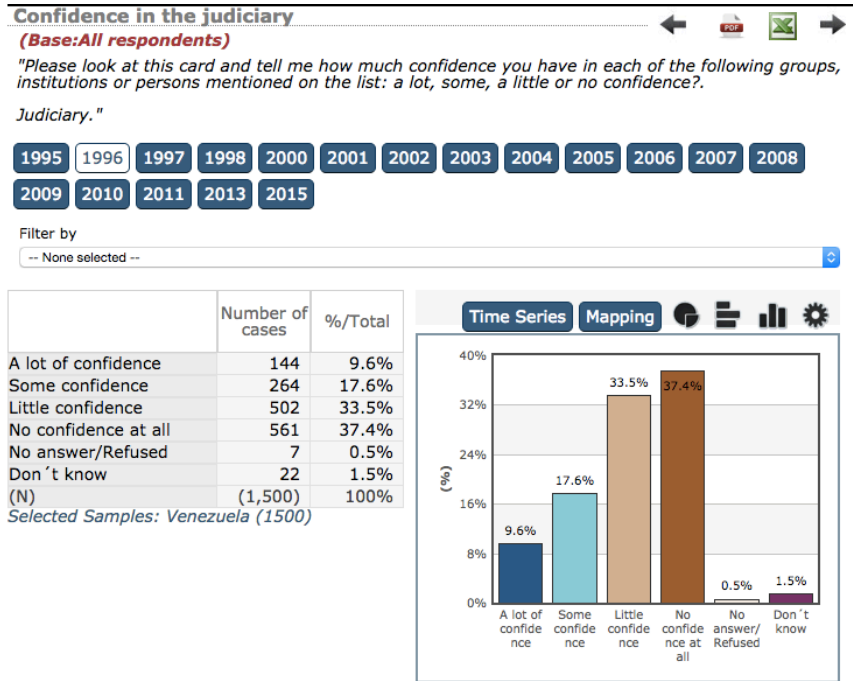 Confidence in the judiciary
(Base:All respondents)
PDF
"Please look at this card and tell me how much confidence you have in each of the following groups,
institutions or persons mentioned on the list: a lot, some, a little or no confidence?.
Judiciary."
1995 1996 1997 1998 2000 2001 2002 2003 2004 2005 2006 2007 2008
2009 2010 2011 2013 2015
Filter by
-- None selected --
Number of
cases %/Total
A lot of confidence 144 9.6%
Some confidence 264 17.6%
Little confidence 502 33.5%
No confidence at all 561 37.4%
No answer/Refused 7 0.5%
Don´t know 22 1.5%
(N) (1,500) 100%
Selected Samples: Venezuela (1500)
Time Series Mapping
(%)
40%
32%
24%
16%
8%
0%
9.6%
17.6%
33.5%
37.4%
0.5%
1.5%
A lot of
confide
nce
Some
confide
nce
Little
confide
nce
No
confide
nce at
all
No
answer/
Refused
Don´t
know